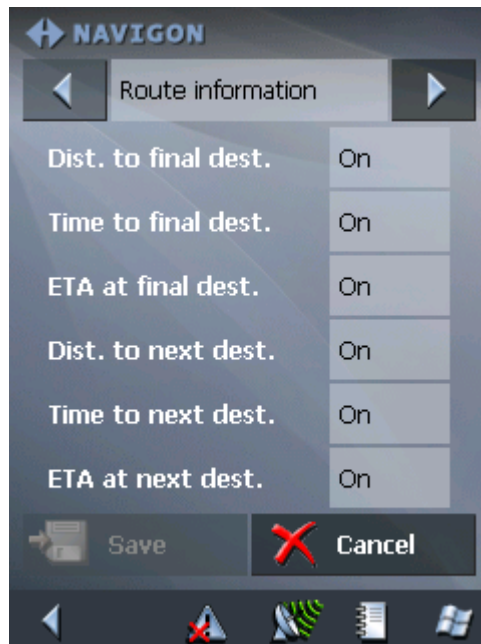 NAVIGON
Route information
Dist. to final dest. On
Time to final dest. On
ETA at final dest. On
Dist. to next dest. On
Time to next dest. On
ETA at next dest. On
Save Cancel